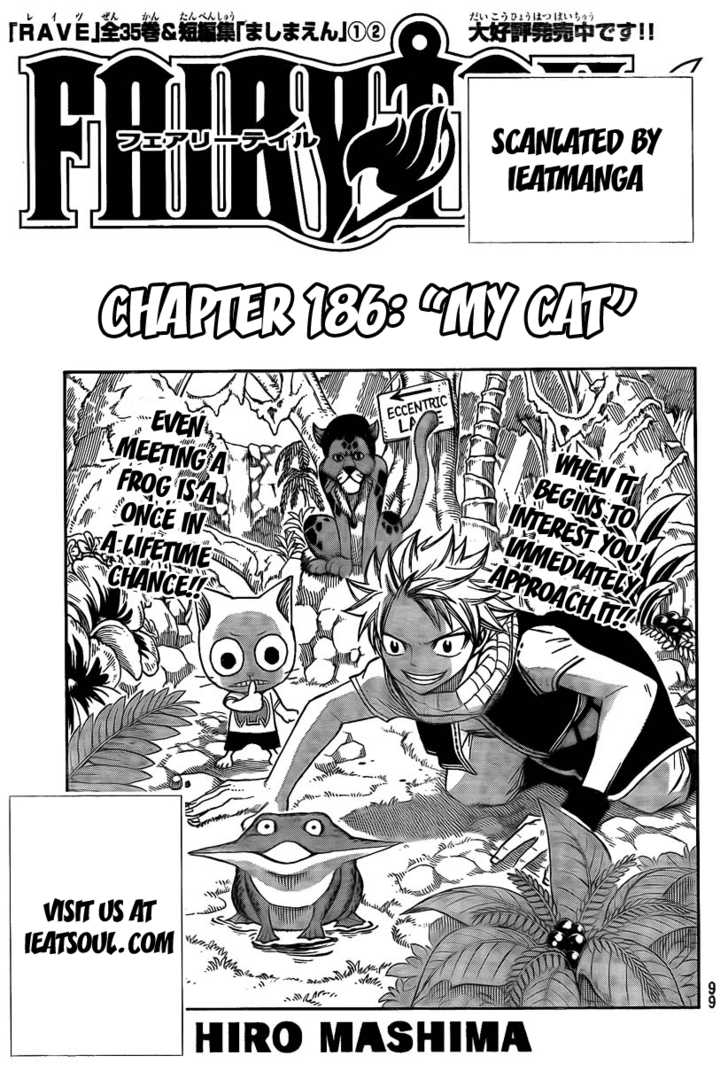 レイヴ ぜん かん たんぺんしゅう だいこうひょうはつばいちゅう
「RAVE」全35巻&短編集「ましまえん」①② 大好評発売中です!!
FAIRY
フェアリーテイル
SCANLATED BY
IEATMANGA
CHAPTER 186: "MY CAT"
ECCENTRIC
EVEN
MEETING A
FROG IS A
ONCE IN
A LIFETIME
CHANCE!!
WHEN IT
BEGINS TO
INTEREST YOU,
IMMEDIATELY
APPROACH IT!!
VISIT US AT
IEATSOUL.COM
99
HIRO MASHIMA